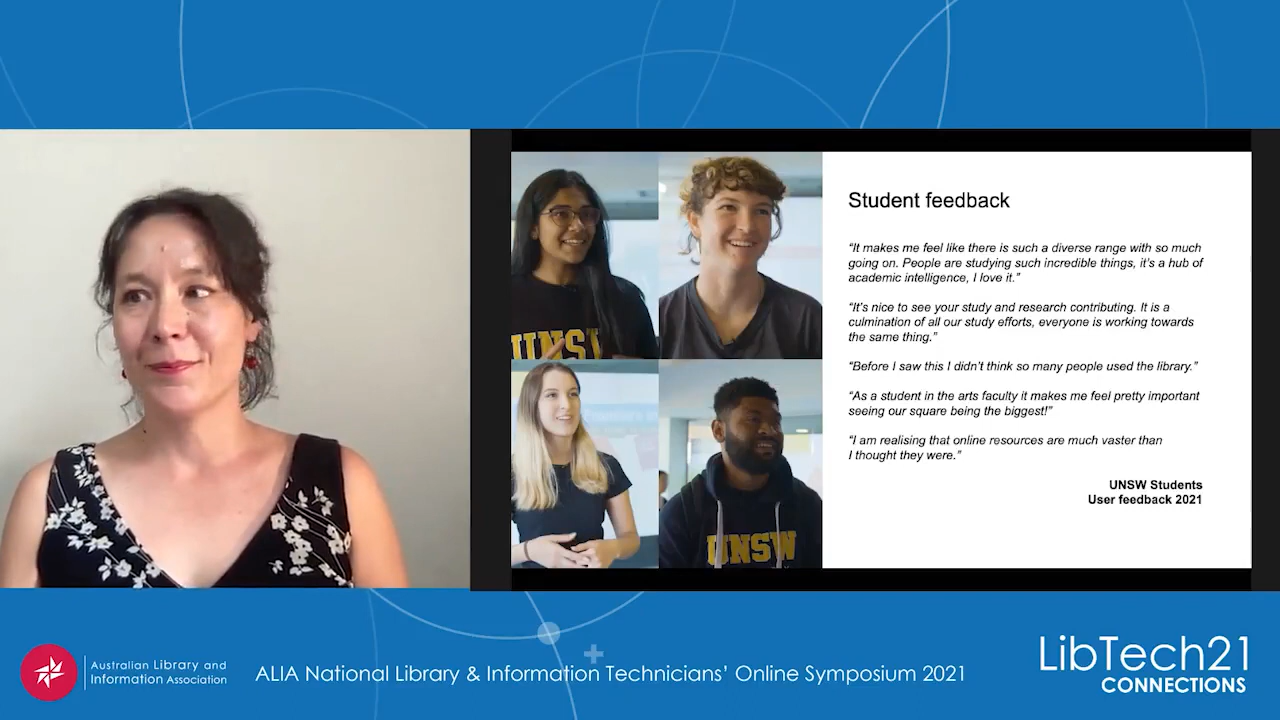 UNSW
UNSW
Student feedback
“It makes me feel like there is such a diverse range with so much
going on. People are studying such incredible things, it’s a hub of
academic intelligence, I love it.”
“It’s nice to see your study and research contributing. It is a
culmination of all our study efforts, everyone is working towards
the same thing.”
“Before I saw this I didn’t think so many people used the library.”
“As a student in the arts faculty it makes me feel pretty important
seeing our square being the biggest!”
“I am realising that online resources are much vaster than
I thought they were.”
UNSW Students
User feedback 2021
Australian Library and
Information Association
ALIA National Library & Information Technicians’ Online Symposium 2021
LibTech21
CONNECTIONS